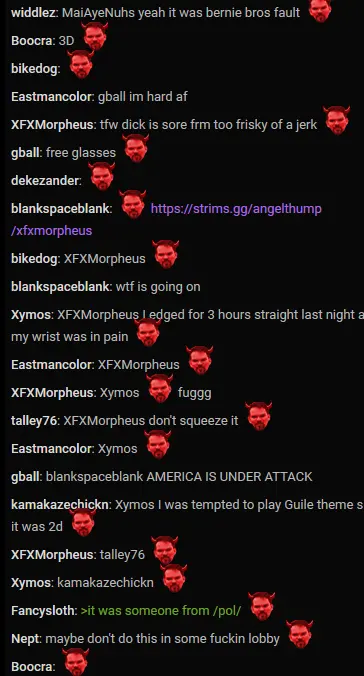 widdlez: MaiAyeNuhs yeah it was bernie bros fault
Boocra: 3D
bikedog:
Eastmancolor: gball im hard af
XFXMorpheus: tfw dick is sore frm too frisky of a jerk
gball: free glasses
dekezander:
blankspaceblank: https://strims.gg/angelthump
/xfxmorpheus
bikedog: XFXMorpheus
blankspaceblank: wtf is going on
Xymos: XFXMorpheus I edged for 3 hours straight last night a
my wrist was in pain
Eastmancolor: XFXMorpheus
XFXMorpheus: Xymos fuggg
talley76: XFXMorpheus don't squeeze it
Eastmancolor: Xymos
gball: blankspaceblank AMERICA IS UNDER ATTACK
kamakazechickn: Xymos I was tempted to play Guile theme s
it was 2d
XFXMorpheus: talley76
Xymos: kamakazechickn
Fancysloth: >it was someone from /pol/
Nept: maybe don't do this in some fuckin lobby
Boocra: